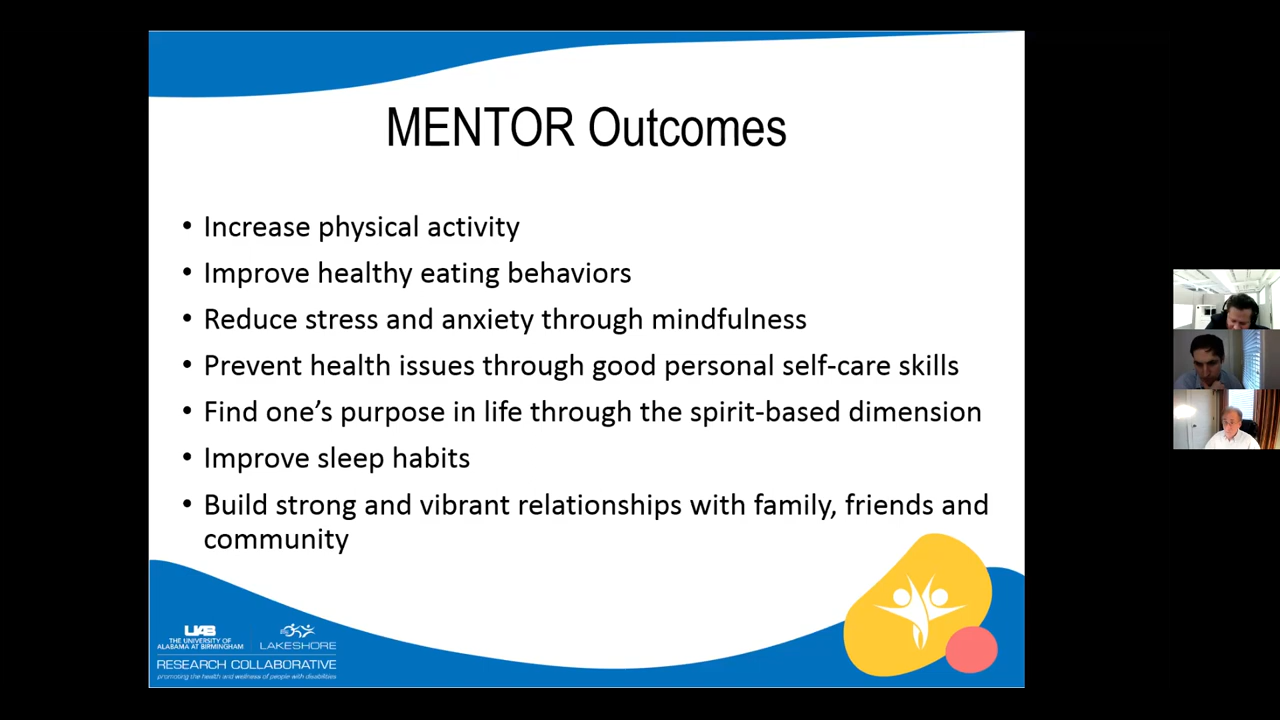 MENTOR Outcomes
• Increase physical activity
• Improve healthy eating behaviors
• Reduce stress and anxiety through mindfulness
• Prevent health issues through good personal self-care skills
• Find one’s purpose in life through the spirit-based dimension
• Improve sleep habits
• Build strong and vibrant relationships with family, friends and
community
UAB
THE UNIVERSITY OF
ALABAMA AT BIRMINGHAM
LAKESHORE
RESEARCH COLLABORATIVE
promoting the health and wellness of people with disabilities